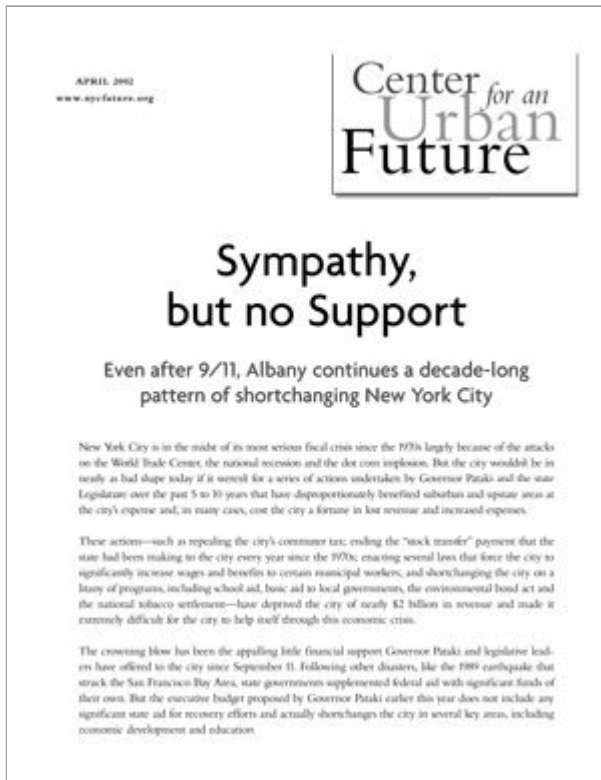 APRIL 2002
www.nycfuture.org
Center for an
Urban
Future
Sympathy,
but no Support
Even after 9/11, Albany continues a decade-long
pattern of shortchanging New York City
New York City is in the midst of its most serious fiscal crisis since the 1970s largely because of the attacks
on the World Trade Center, the national recession and the dot com implosion. But the city wouldn't be in
nearly as bad shape today if it weren't for a series of actions undertaken by Governor Pataki and the state
Legislature over the past 5 to 10 years that have disproportionately benefited suburban and upstate areas at
the city's expense and, in many cases, cost the city a fortune in lost revenue and increased expenses.
These actions—such as repealing the city's commuter tax; ending the "stock transfer" payment that the
state had been making to the city every year since the 1970s; enacting several laws that force the city to
significantly increase wages and benefits to certain municipal workers; and shortchanging the city on a
litany of programs, including school aid, basic aid to local governments, the environmental bond act and
the national tobacco settlement—have deprived the city of nearly $2 billion in revenue and made it
extremely difficult for the city to help itself through this economic crisis.
The crowning blow has been the appalling little financial support Governor Pataki and legislative lead-
ers have offered to the city since September 11. Following other disasters, like the 1989 earthquake that
struck the San Francisco Bay Area, state governments supplemented federal aid with significant funds of
their own. But the executive budget proposed by Governor Pataki earlier this year does not include any
significant state aid for recovery efforts and actually shortchanges the city in several key areas, including
economic development and education.